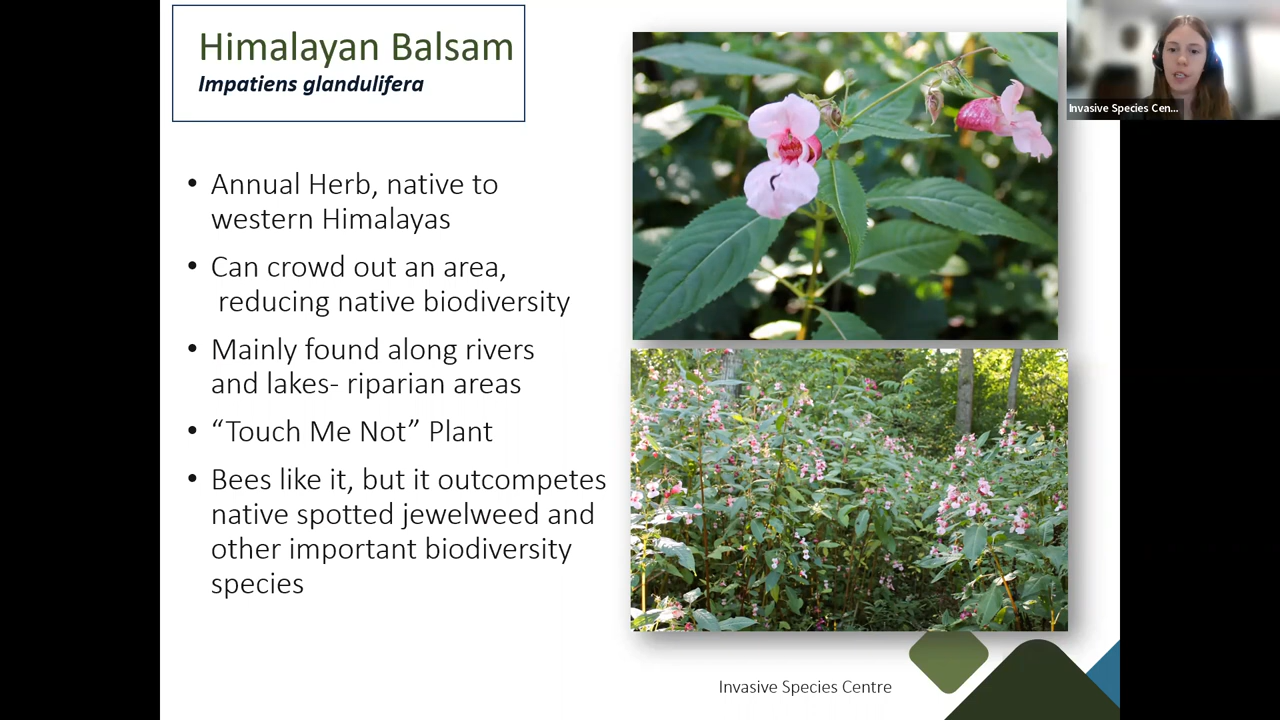 Himalayan Balsam
Impatiens glandulifera
• Annual Herb, native to
western Himalayas
• Can crowd out an area,
reducing native biodiversity
• Mainly found along rivers
and lakes- riparian areas
• “Touch Me Not” Plant
• Bees like it, but it outcompetes
native spotted jewelweed and
other important biodiversity
species
Invasive Species Centre
Invasive Species Cen...